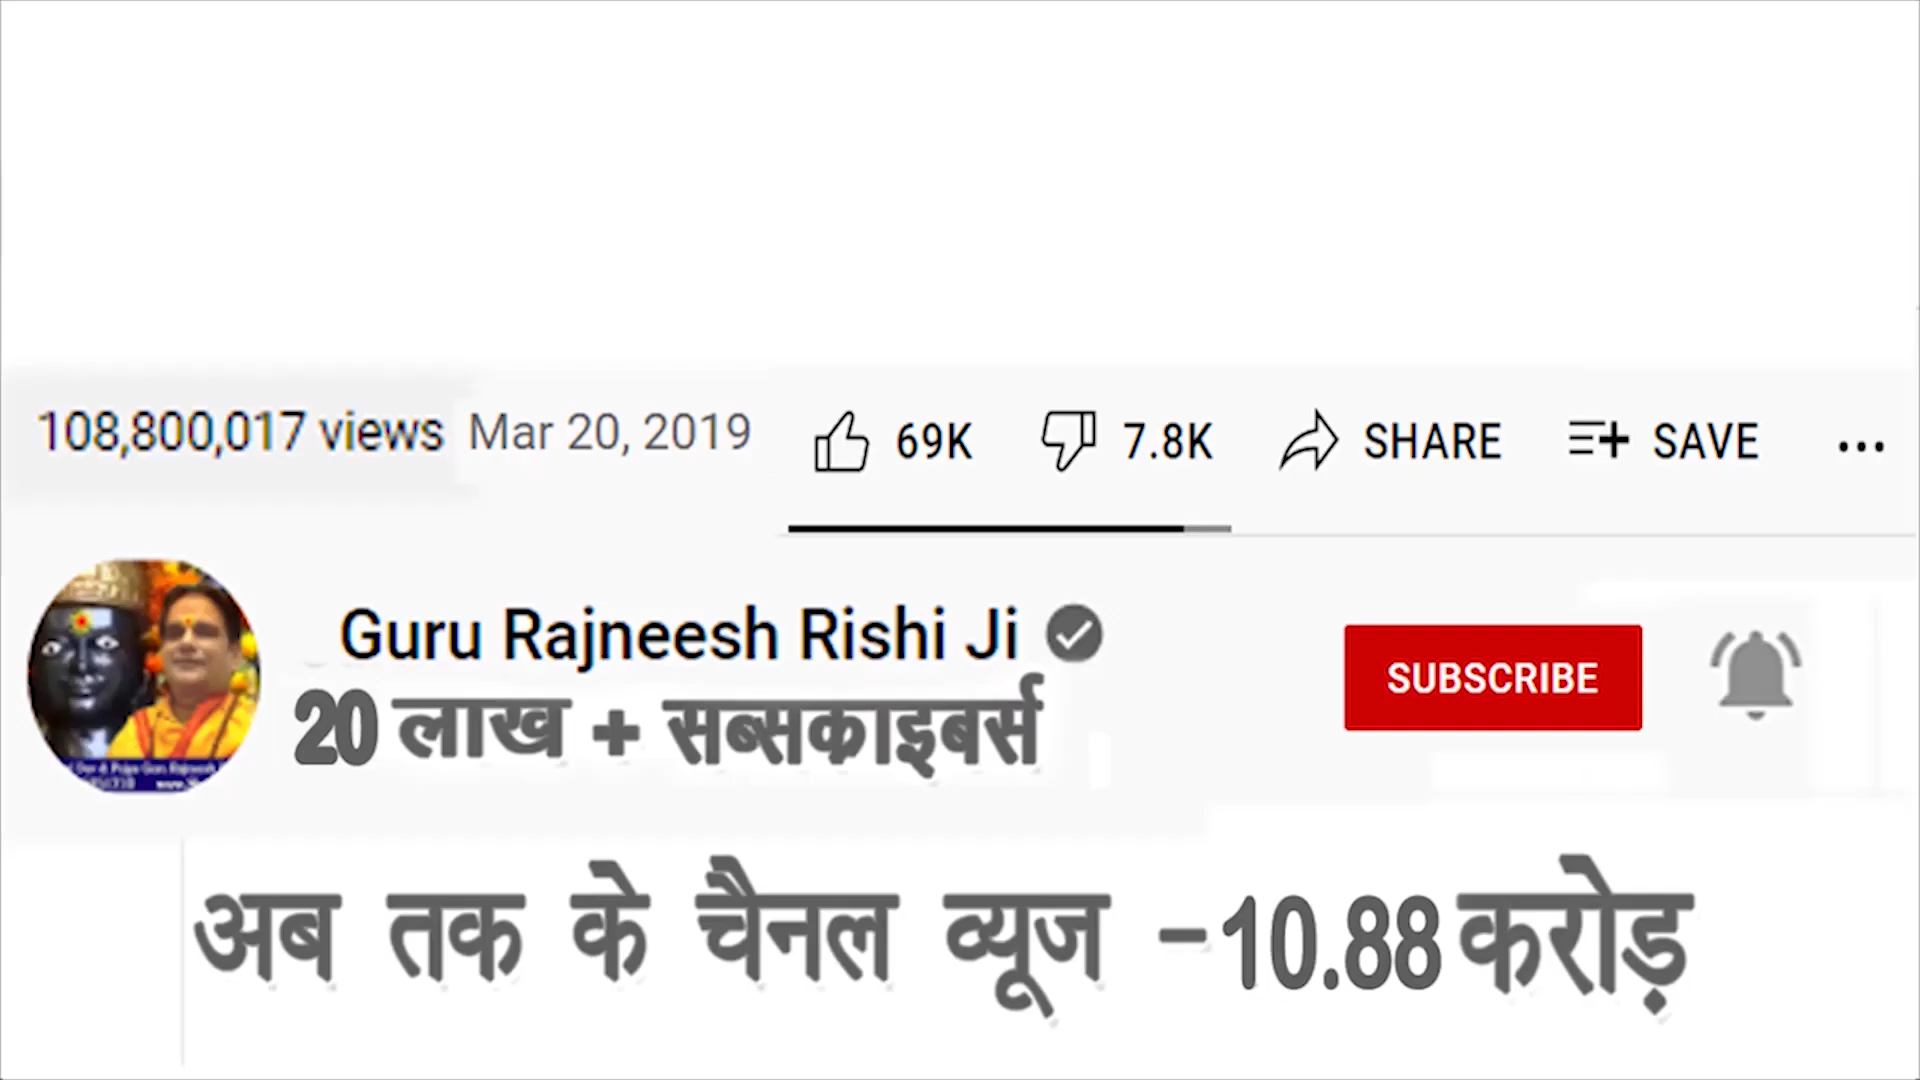 108,800,017 views Mar 20, 2019 69K 7.8K SHARE SAVE
Guru Rajneesh Rishi Ji
20 लाख + सब्सक्राइबर्स
SUBSCRIBE
अब तक के चैनल व्यूज -10.88 करोड़